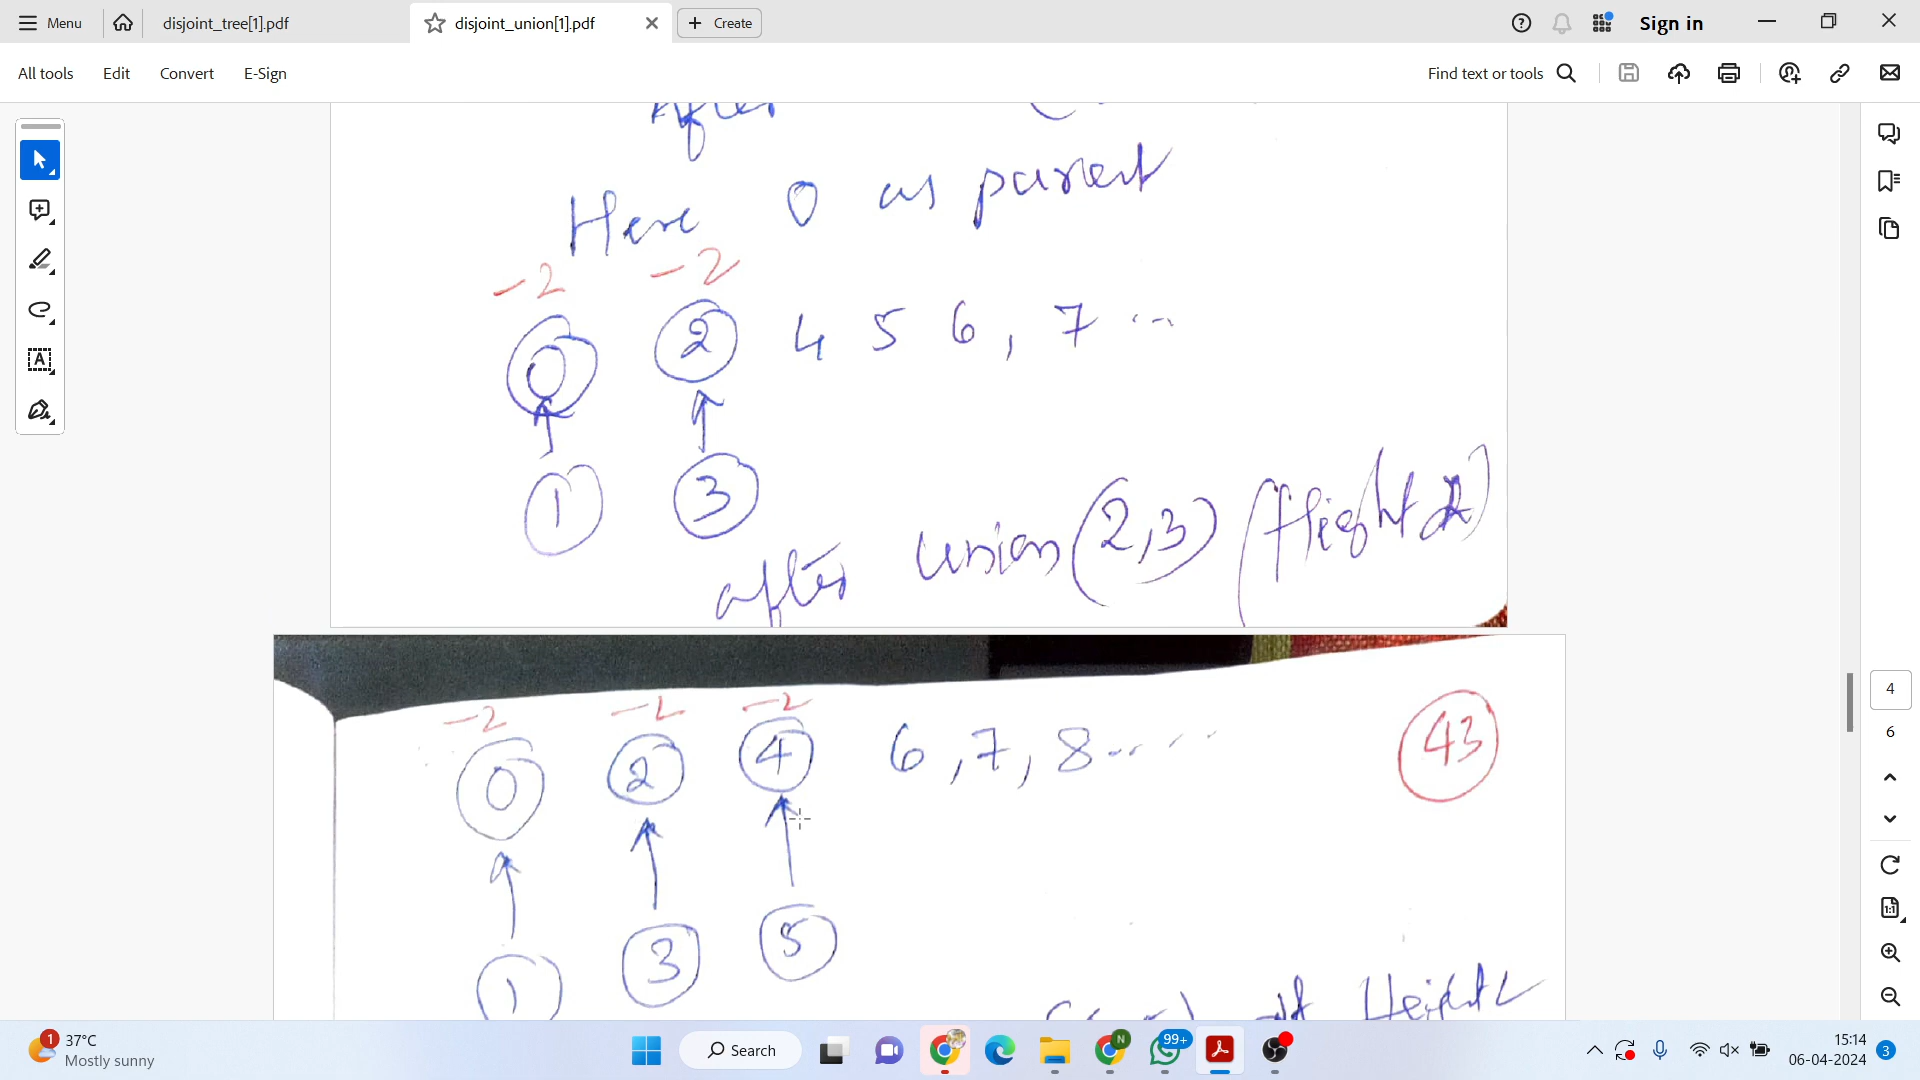 Menu
disjoint_tree[1].pdf
disjoint_union[1].pdf
Create
Sign in
All tools
Edit
Convert
E-Sign
Find text or tools
After
Here 0 as parent
-2 -2
0 2 4 5 6, 7 ...
1 3
after union (2,3) (Height 2)
-2 -2 -2
0 2 4 6, 7, 8.....
43
1 3 5
of Height
4
6
1
37°C
Mostly sunny
Search
99+
N
15:14
06-04-2024
3